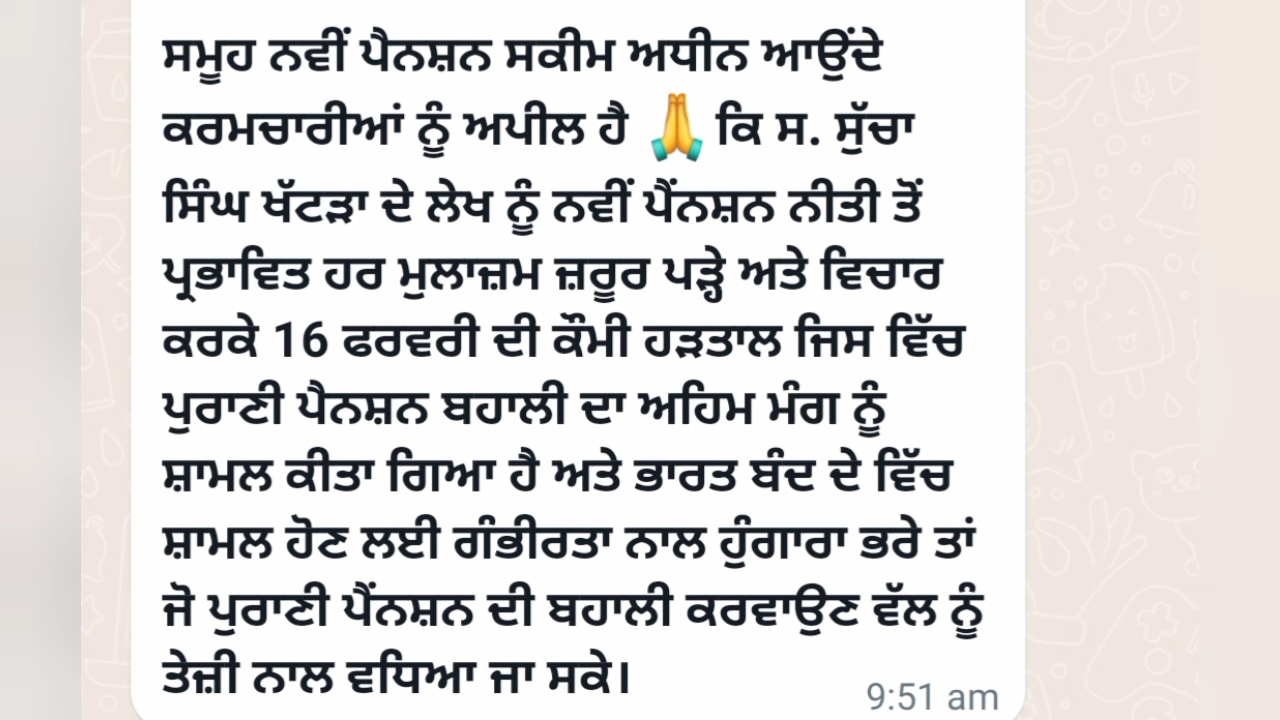 ਸਮੂਹ ਨਵੀਂ ਪੈਨਸ਼ਨ ਸਕੀਮ ਅਧੀਨ ਆਉਂਦੇ
ਕਰਮਚਾਰੀਆਂ ਨੂੰ ਅਪੀਲ ਹੈ 🙏 ਕਿ ਸ. ਸੁੱਚਾ
ਸਿੰਘ ਖੱਟੜਾ ਦੇ ਲੇਖ ਨੂੰ ਨਵੀਂ ਪੈਂਨਸ਼ਨ ਨੀਤੀ ਤੋਂ
ਪ੍ਰਭਾਵਿਤ ਹਰ ਮੁਲਾਜ਼ਮ ਜ਼ਰੂਰ ਪੜ੍ਹੇ ਅਤੇ ਵਿਚਾਰ
ਕਰਕੇ 16 ਫਰਵਰੀ ਦੀ ਕੌਮੀ ਹੜਤਾਲ ਜਿਸ ਵਿੱਚ
ਪੁਰਾਣੀ ਪੈਨਸ਼ਨ ਬਹਾਲੀ ਦਾ ਅਹਿਮ ਮੰਗ ਨੂੰ
ਸ਼ਾਮਲ ਕੀਤਾ ਗਿਆ ਹੈ ਅਤੇ ਭਾਰਤ ਬੰਦ ਦੇ ਵਿੱਚ
ਸ਼ਾਮਲ ਹੋਣ ਲਈ ਗੰਭੀਰਤਾ ਨਾਲ ਹੁੰਗਾਰਾ ਭਰੇ ਤਾਂ
ਜੋ ਪੁਰਾਣੀ ਪੈਂਨਸ਼ਨ ਦੀ ਬਹਾਲੀ ਕਰਵਾਉਣ ਵੱਲ ਨੂੰ
ਤੇਜ਼ੀ ਨਾਲ ਵਧਿਆ ਜਾ ਸਕੇ।
9:51 am